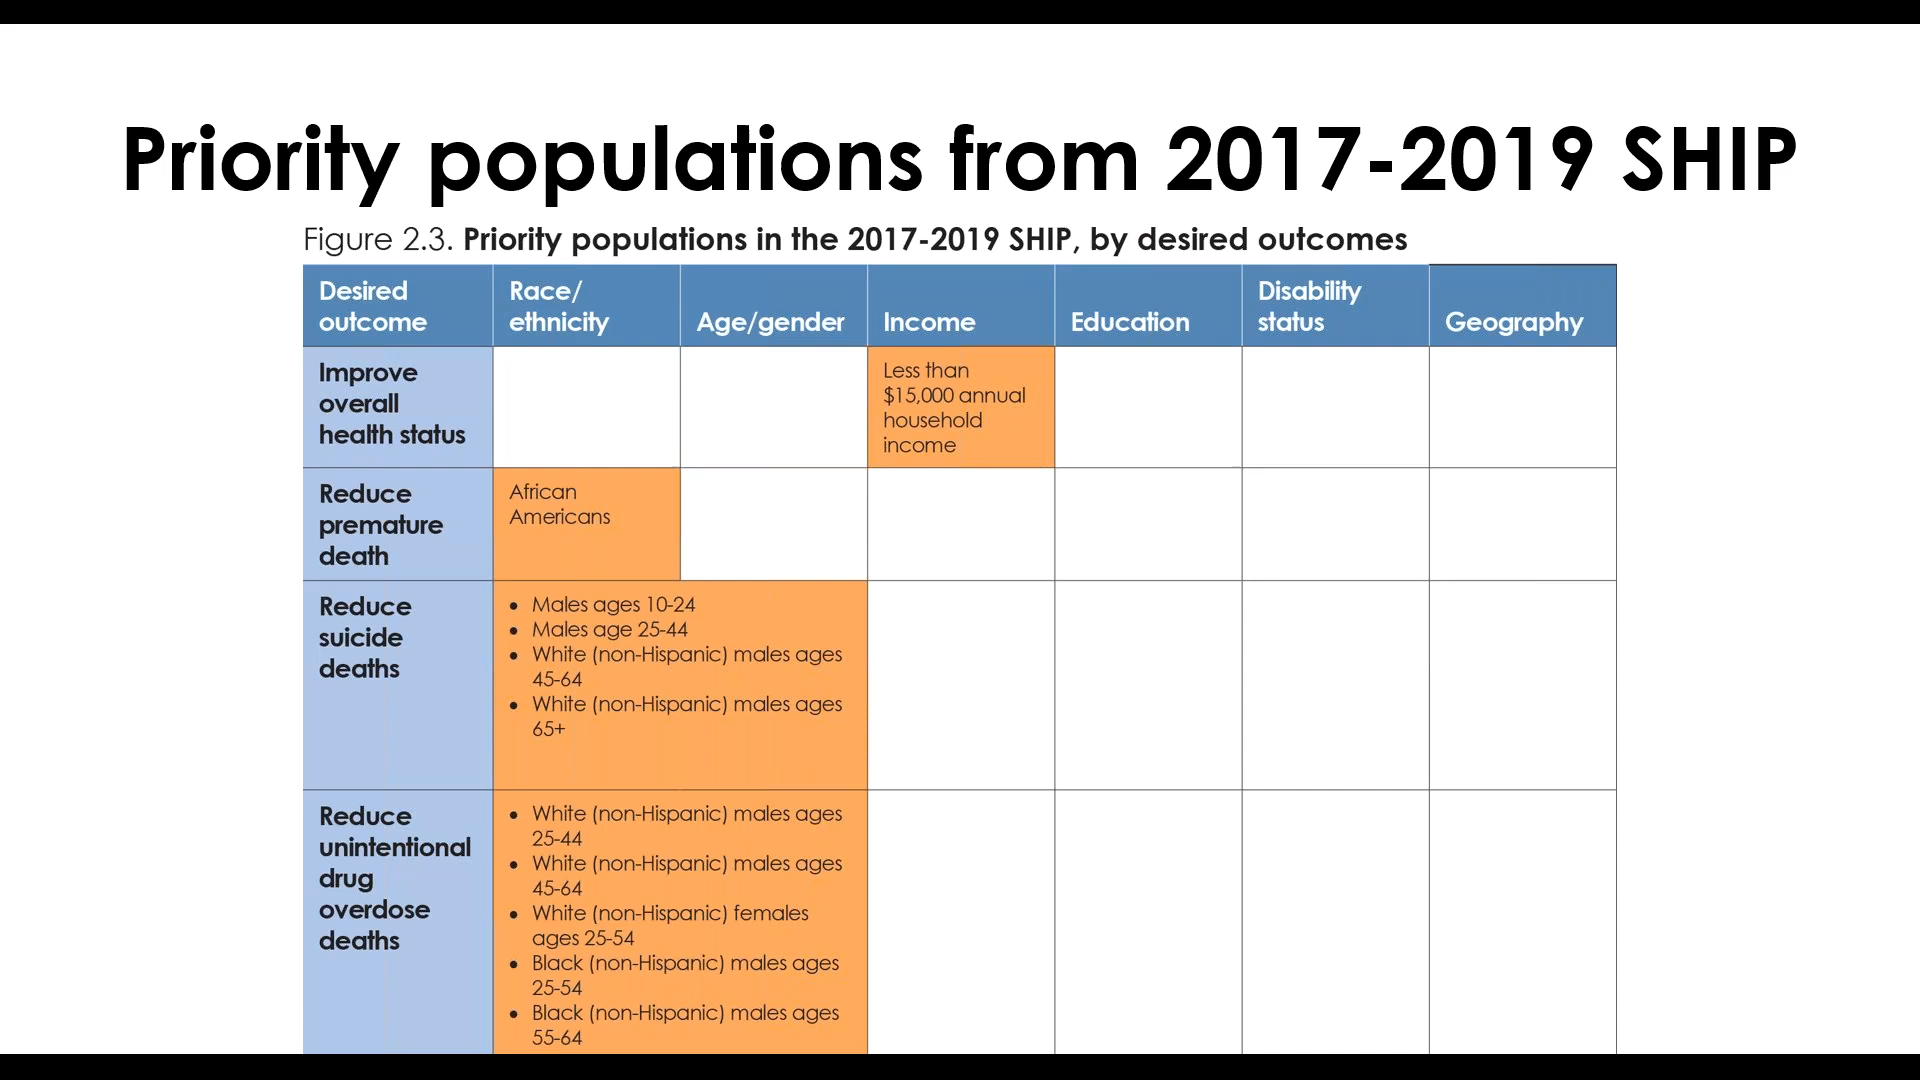 Priority populations from 2017-2019 SHIP
Figure 2.3. Priority populations in the 2017-2019 SHIP, by desired outcomes
Desired
outcome
Race/
ethnicity
Age/gender
Income
Education
Disability
status
Geography
Improve
overall
health status
Less than
$15,000 annual
household
income
Reduce
premature
death
African
Americans
Reduce
suicide
deaths
• Males ages 10-24
• Males age 25-44
• White (non-Hispanic) males ages
45-64
• White (non-Hispanic) males ages
65+
Reduce
unintentional
drug
overdose
deaths
• White (non-Hispanic) males ages
25-44
• White (non-Hispanic) males ages
45-64
• White (non-Hispanic) females
ages 25-54
• Black (non-Hispanic) males ages
25-54
• Black (non-Hispanic) males ages
55-64